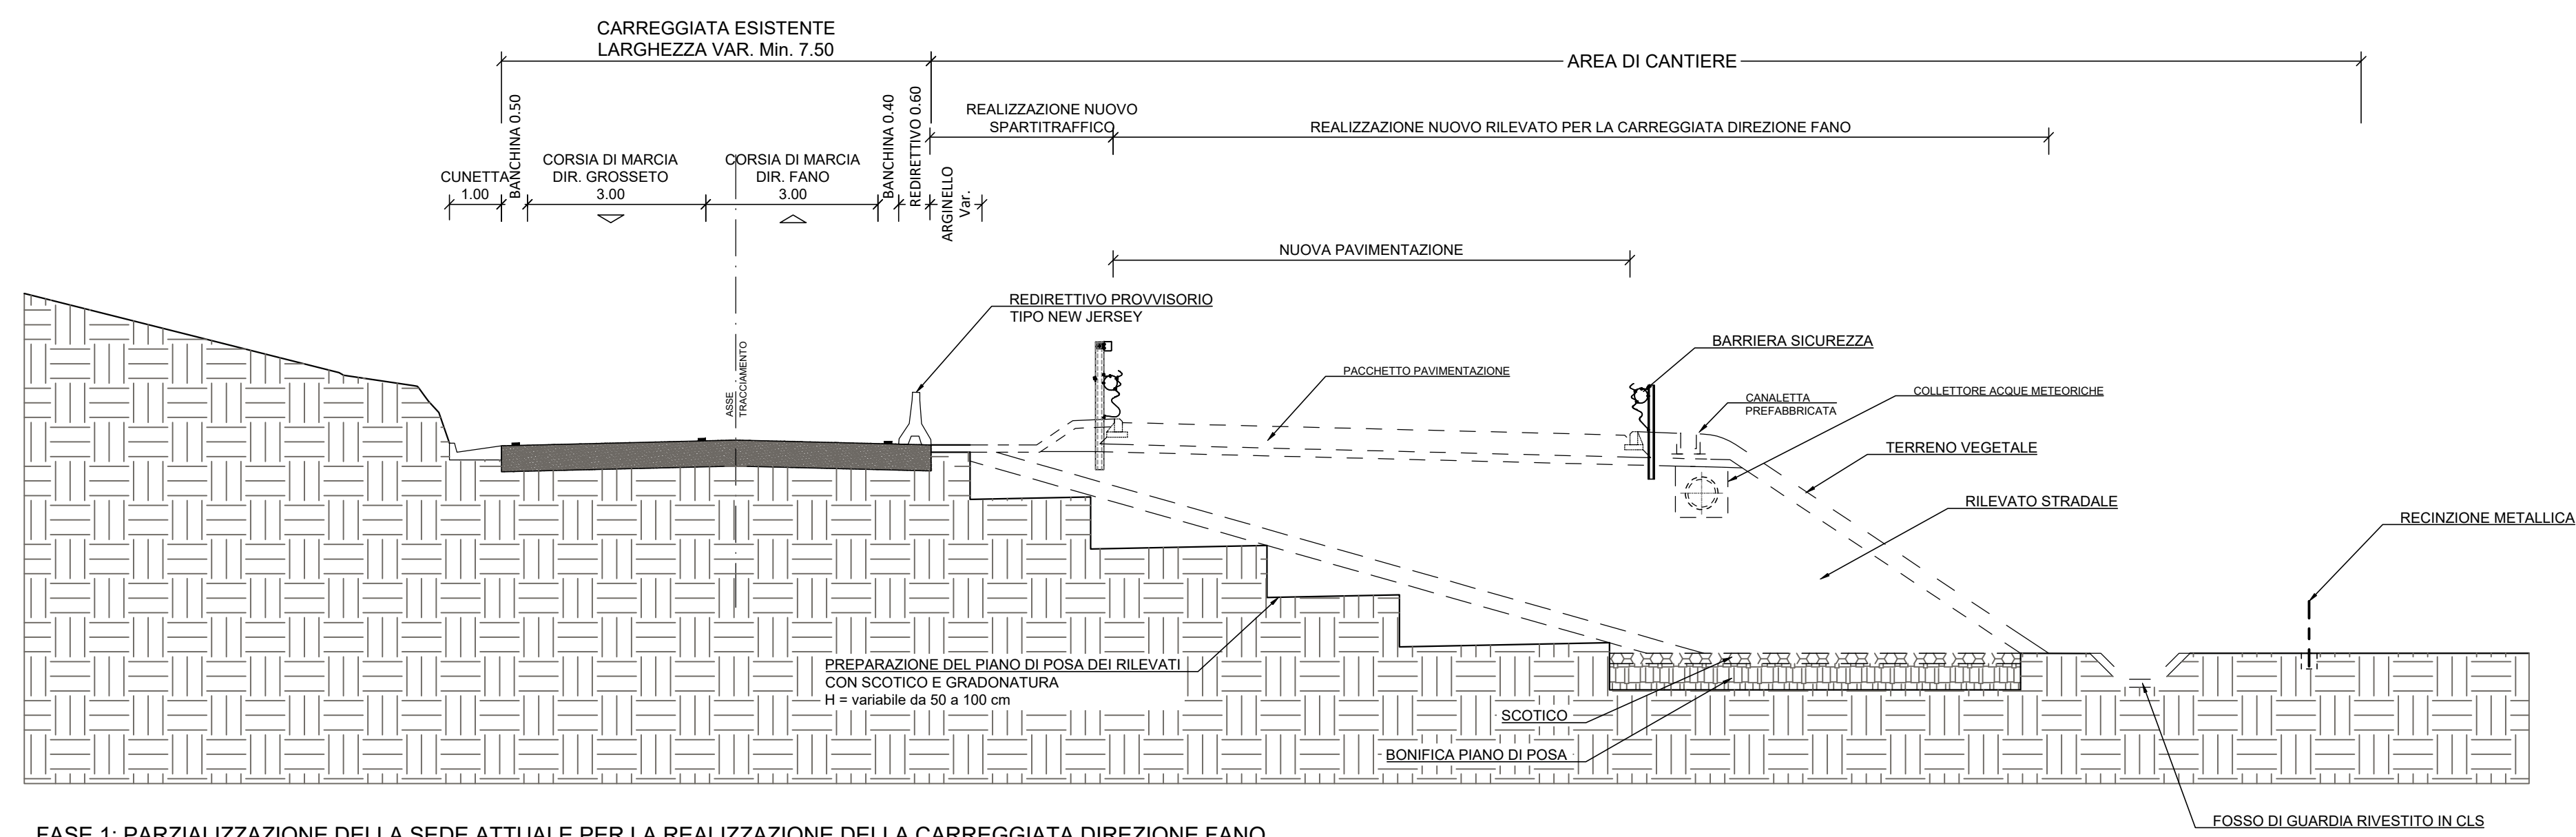 CARREGGIATA ESISTENTE
LARGHEZZA VAR. Min. 7.50
AREA DI CANTIERE
REALIZZAZIONE NUOVO
SPARTITRAFFICO
REALIZZAZIONE NUOVO RILEVATO PER LA CARREGGIATA DIREZIONE FANO
CUNETTA
1.00
BANCHINA 0.50
CORSIA DI MARCIA
DIR. GROSSETO
3.00
CORSIA DI MARCIA
DIR. FANO
3.00
BANCHINA 0.40
REDIRETTIVO 0.60
ARGINELLO
Var.
NUOVA PAVIMENTAZIONE
REDIRETTIVO PROVVISORIO
TIPO NEW JERSEY
BARRIERA SICUREZZA
ASSE
TRACCIAMENTO
PACCHETTO PAVIMENTAZIONE
CANALETTA
PREFABBRICATA
COLLETTORE ACQUE METEORICHE
TERRENO VEGETALE
RILEVATO STRADALE
RECINZIONE METALLICA
PREPARAZIONE DEL PIANO DI POSA DEI RILEVATI
CON SCOTICO E GRADONATURA
H = variabile da 50 a 100 cm
SCOTICO
BONIFICA PIANO DI POSA
FOSSO DI GUARDIA RIVESTITO IN CLS
FASE 1: PARZIALIZZAZIONE DELLA SEDE ATTUALE PER LA REALIZZAZIONE DELLA CARREGGIATA DIREZIONE FANO